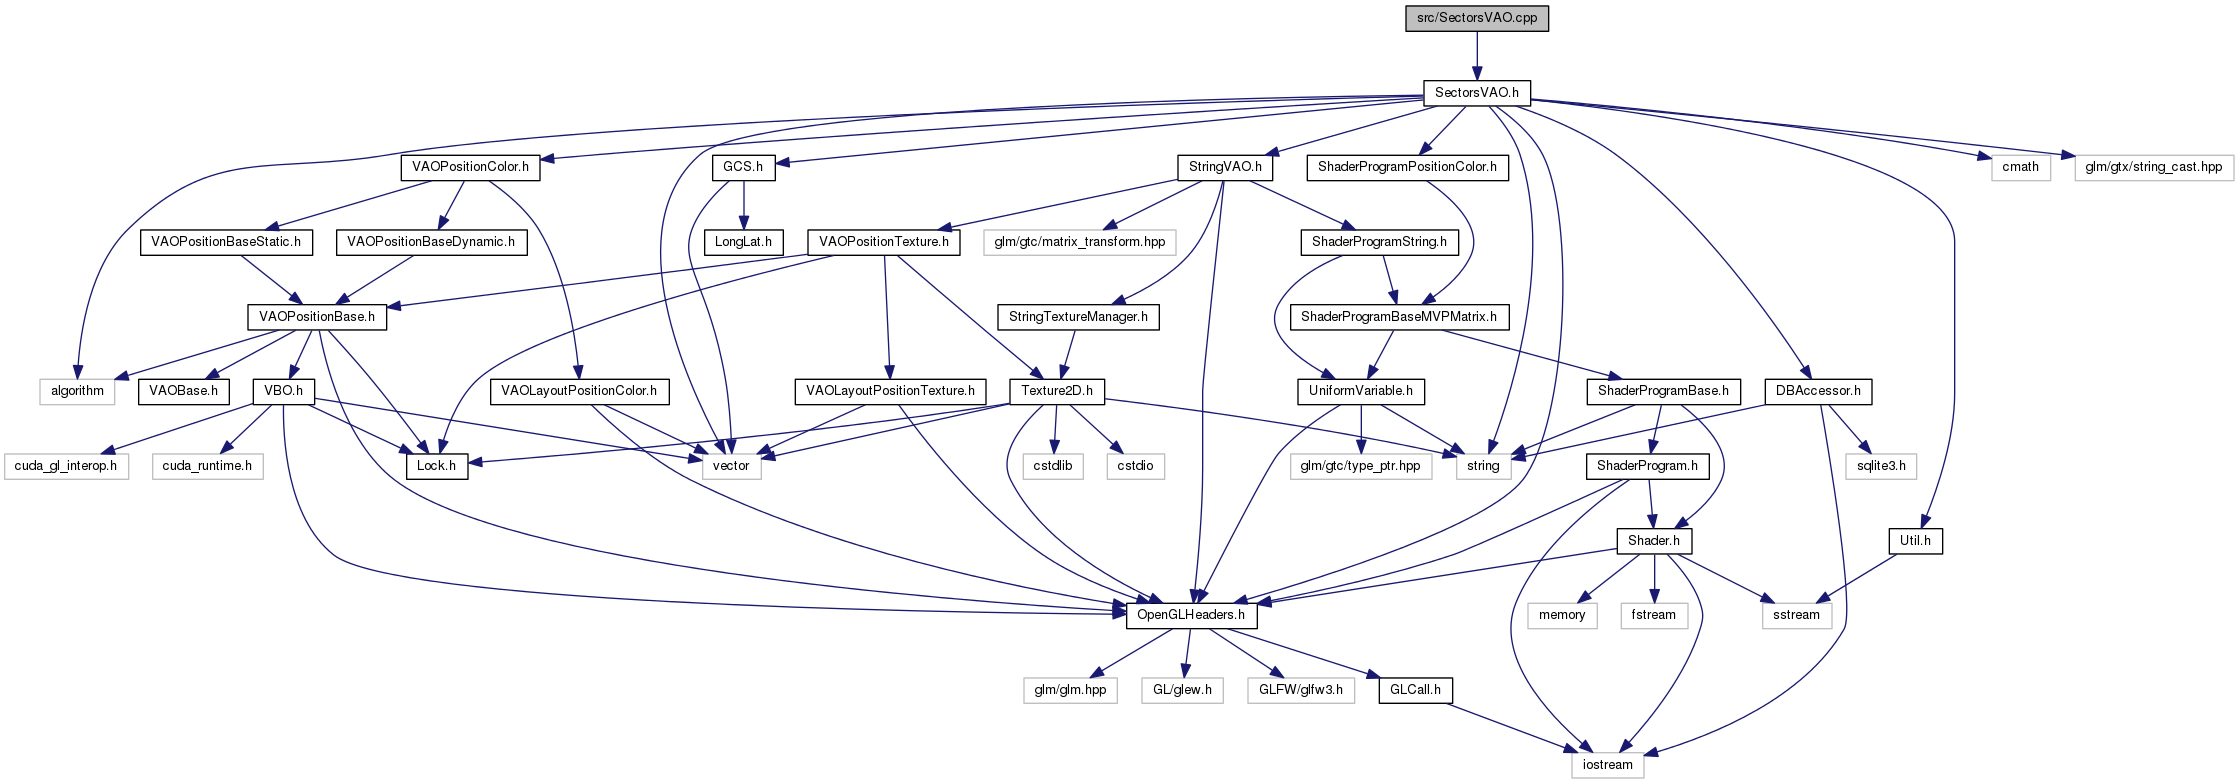 src/SectorsVAO.cpp
SectorsVAO.h
VAOPositionColor.h
GCS.h
StringVAO.h
ShaderProgramPositionColor.h
cmath
glm/gtx/string_cast.hpp
VAOPositionBaseStatic.h
VAOPositionBaseDynamic.h
LongLat.h
VAOPositionTexture.h
glm/gtc/matrix_transform.hpp
ShaderProgramString.h
VAOPositionBase.h
StringTextureManager.h
ShaderProgramBaseMVPMatrix.h
algorithm
VAOBase.h
VBO.h
VAOLayoutPositionColor.h
VAOLayoutPositionTexture.h
Texture2D.h
UniformVariable.h
ShaderProgramBase.h
DBAccessor.h
cuda_gl_interop.h
cuda_runtime.h
Lock.h
vector
cstdlib
cstdio
glm/gtc/type_ptr.hpp
string
ShaderProgram.h
sqlite3.h
Shader.h
Util.h
OpenGLHeaders.h
memory
fstream
sstream
glm/glm.hpp
GL/glew.h
GLFW/glfw3.h
GLCall.h
iostream